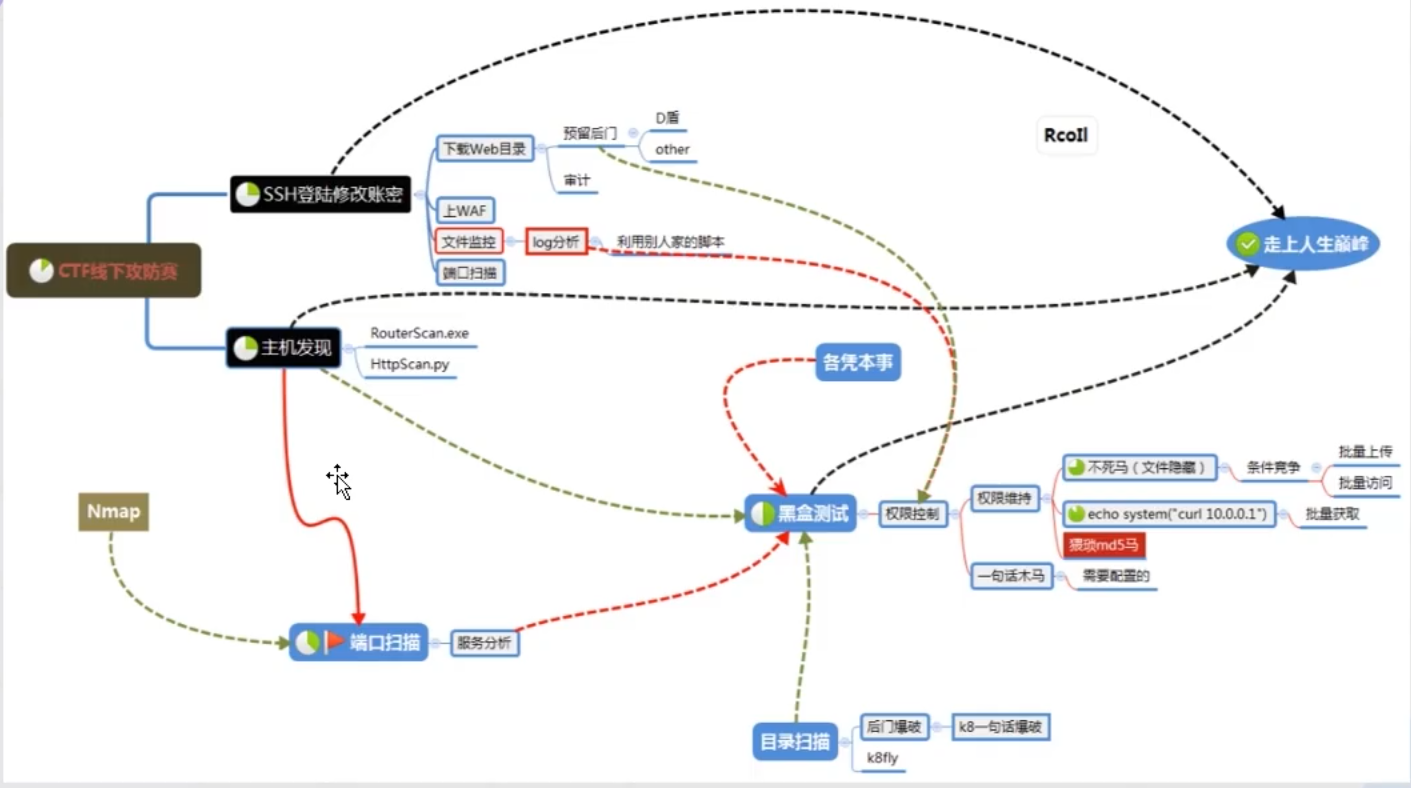 RcoIl
CTF线下攻防赛
SSH登陆修改账密
下载Web目录
预留后门
D盾
other
审计
上WAF
文件监控
log分析
利用别人家的脚本
端口扫描
走上人生巅峰
主机发现
RouterScan.exe
HttpScan.py
各凭本事
Nmap
端口扫描
服务分析
黑盒测试
权限控制
权限维持
不死马（文件隐藏）
条件竞争
批量上传
批量访问
echo system("curl 10.0.0.1")
批量获取
猥琐md5马
一句话木马
需要配置的
目录扫描
后门爆破
k8一句话爆破
k8fly